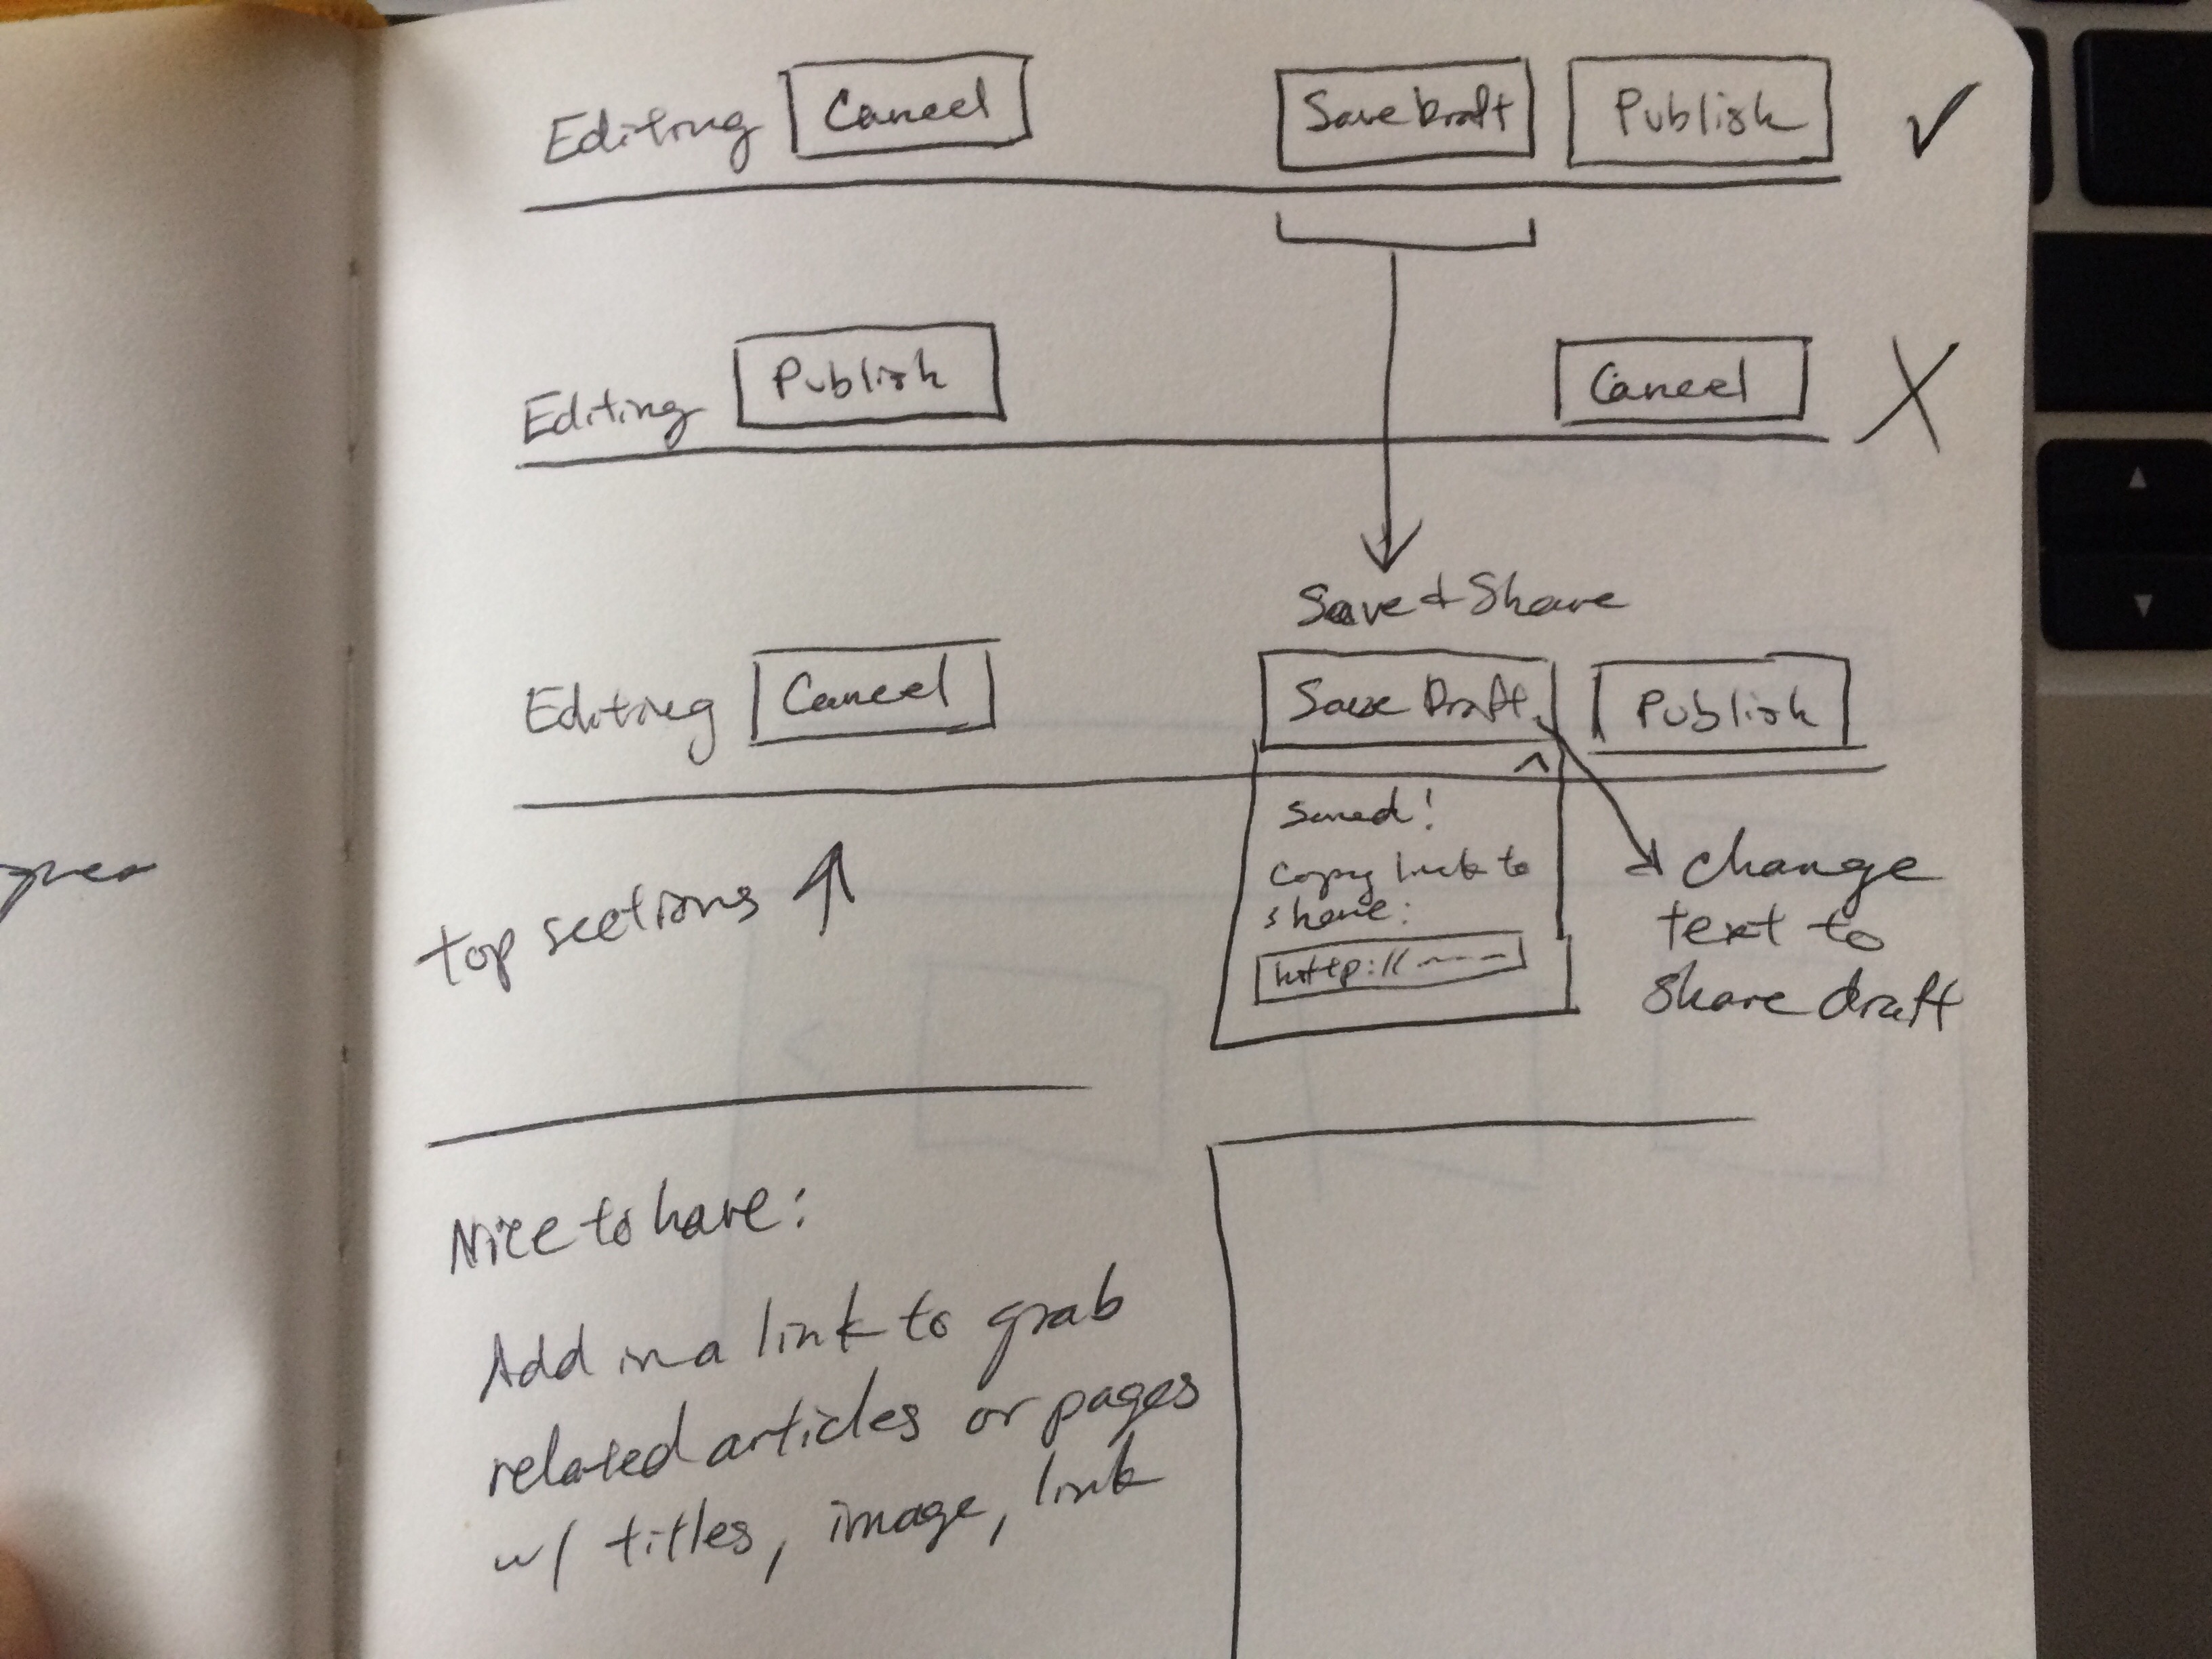 Editing Cancel Save Draft Publish
Editing Publish Cancel
Save + Share
Editing Cancel Save Draft Publish
Saved!
Copy link to
share:
http://
change
text to
Share draft
top sections
Nice to have:
Add in a link to grab
related articles or pages
w/ titles, image, link